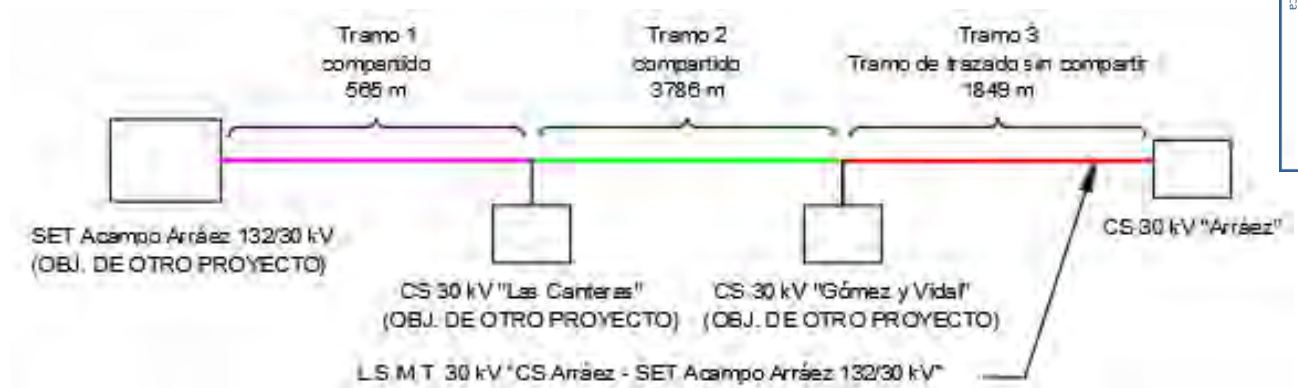 Tramo 1
compartido
565 m
Tramo 2
compartido
3786 m
Tramo 3
Tramo de trazado sin compartir
1849 m
SET Acampo Arráez 132/30 kV
(OBJ. DE OTRO PROYECTO)
CS 30 kV "Las Canteras"
(OBJ. DE OTRO PROYECTO)
CS 30 kV "Gómez y Vidal"
(OBJ. DE OTRO PROYECTO)
CS 30 kV "Arráez"
L.S.M.T. 30 kV "CS Arráez - SET Acampo Arráez 132/30 kV"